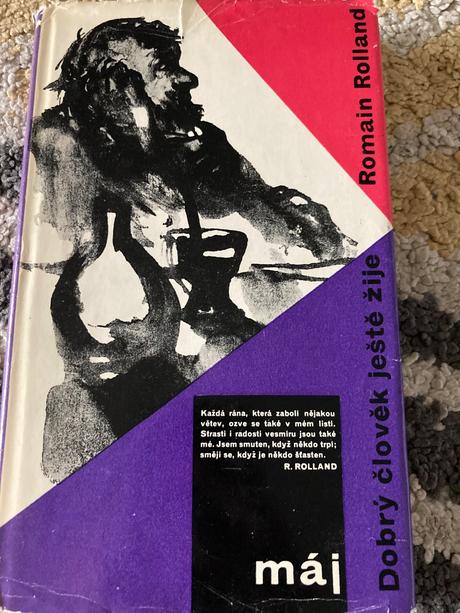 Romain Rolland
Dobrý člověk ještě žije
Každá rána, která zabolí nějakou
větev, ozve se také v mém listí.
Strasti i radosti vesmíru jsou také
mé. Jsem smuten, když někdo trpí;
směji se, když je někdo šťasten.
R. ROLLAND
máj